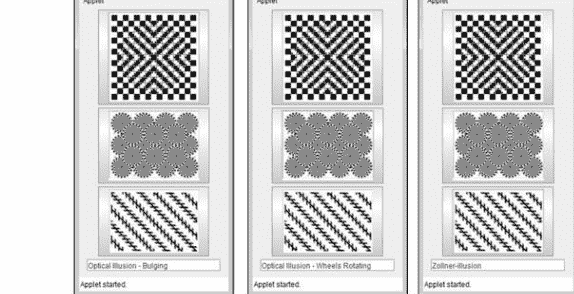 Applet
Applet
Applet
Optical Illusion - Bulging
Optical Illusion - Wheels Rotating
Zollner-illusion
Applet started.
Applet started.
Applet started.